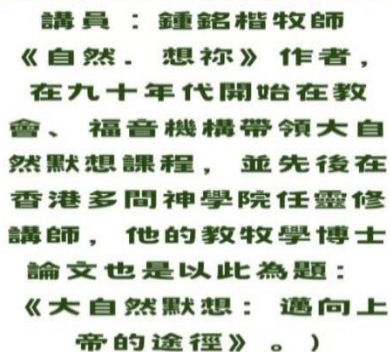 講員：鍾銘楷牧師
《自然．想祢》作者，
在九十年代開始在教
會、福音機構帶領大自
然默想課程，並先後在
香港多間神學院任靈修
講師，他的教牧學博士
論文也是以此為題：
《大自然默想：邁向上
帝的途徑》。)